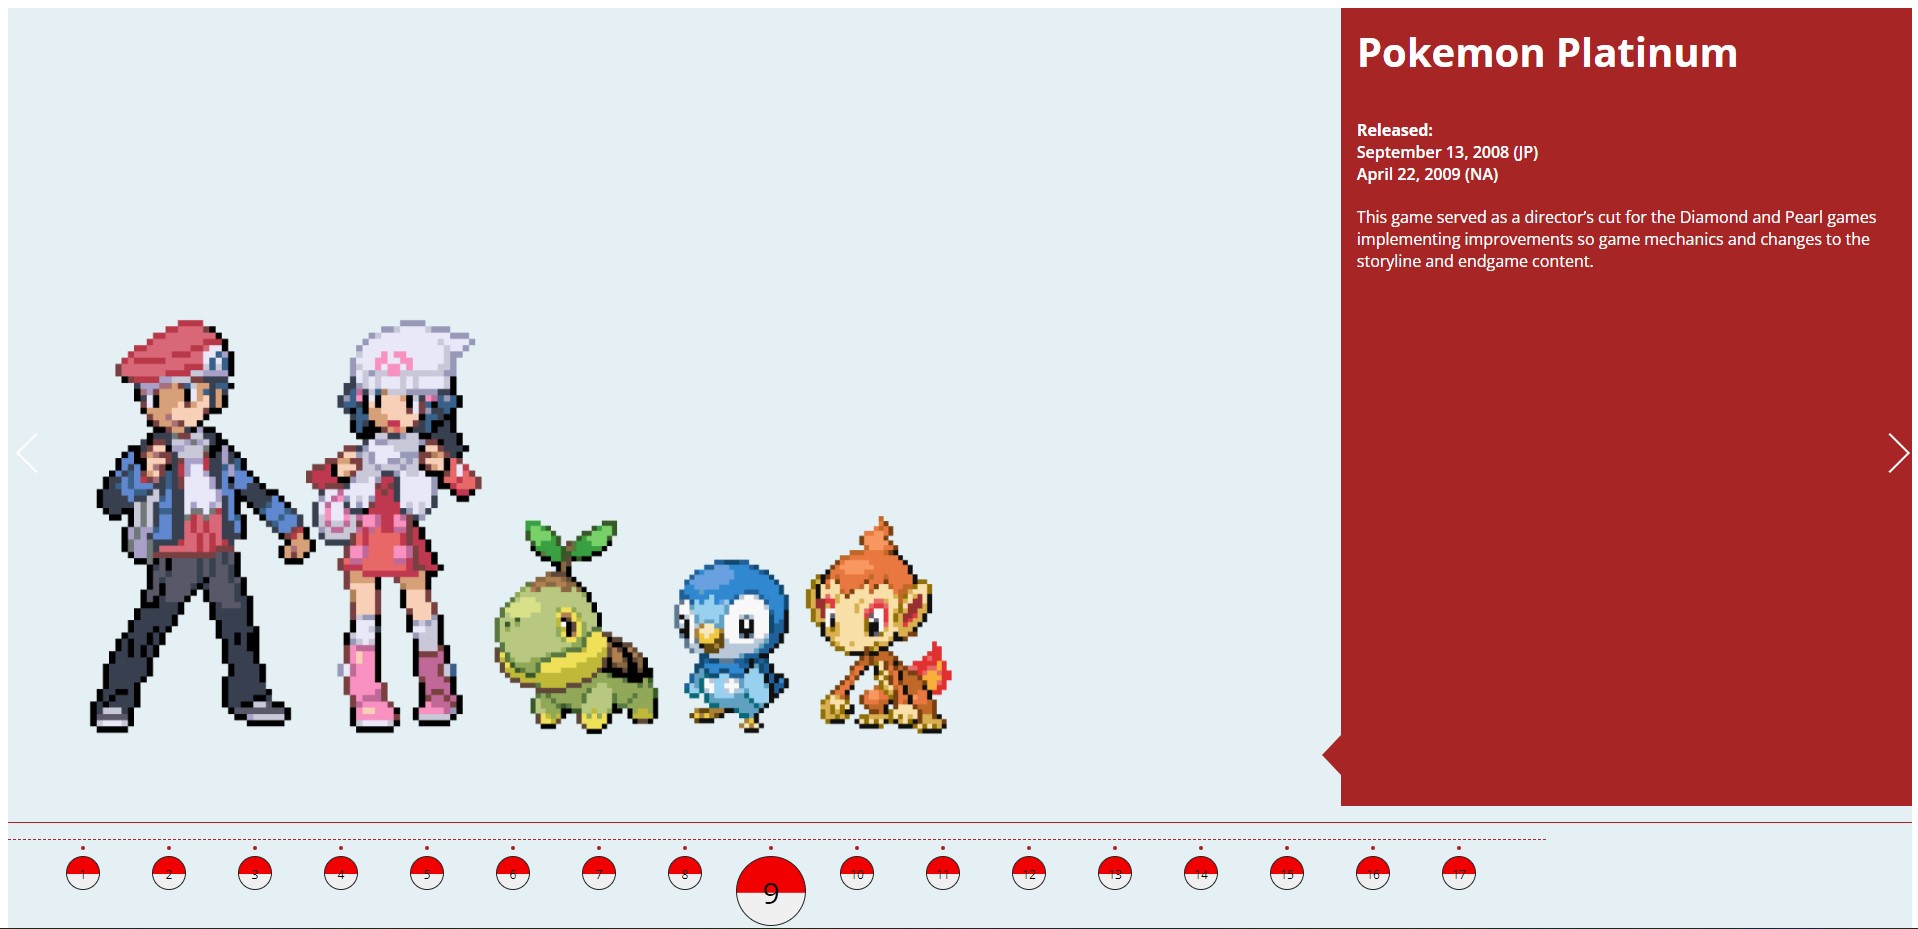 Pokemon Platinum
Released:
September 13, 2008 (JP)
April 22, 2009 (NA)
This game served as a director’s cut for the Diamond and Pearl games
implementing improvements so game mechanics and changes to the
storyline and endgame content.
1 2 3 4 5 6 7 8 9 10 11 12 13 14 15 16 17